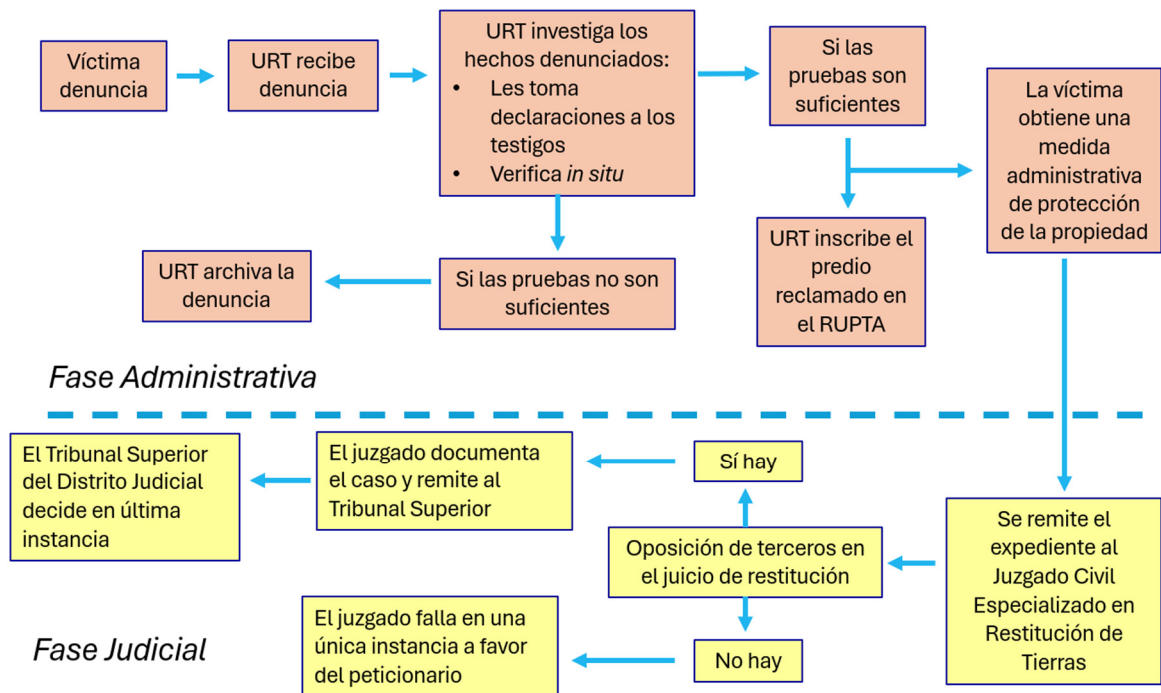 Víctima
denuncia
URT recibe
denuncia
URT investiga los
hechos denunciados:
• Les toma
declaraciones a los
testigos
• Verifica in situ
Si las
pruebas son
suficientes
La víctima
obtiene una
medida
administrativa
de protección
de la propiedad
URT inscribe el
predio
reclamado en
el RUPTA
Si las pruebas no son
suficientes
URT archiva la
denuncia
Fase Administrativa
Se remite el
expediente al
Juzgado Civil
Especializado en
Restitución de
Tierras
Oposición de terceros en
el juicio de restitución
Sí hay
El juzgado documenta
el caso y remite al
Tribunal Superior
El Tribunal Superior
del Distrito Judicial
decide en última
instancia
No hay
El juzgado falla en una
única instancia a favor
del peticionario
Fase Judicial